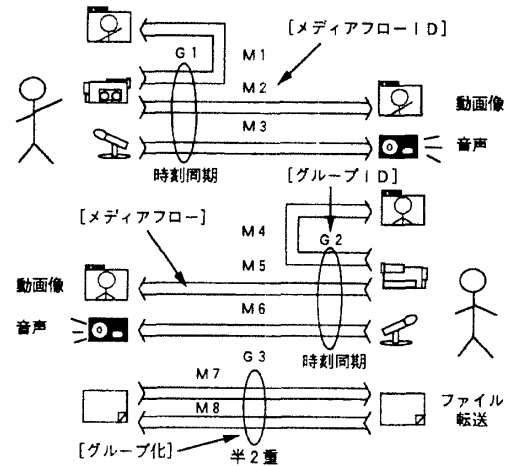 [メディアフローID]
G1
M1
M2
動画像
M3
音声
時刻同期
[グループID]
[メディアフロー]
M4
G2
M5
動画像
M6
音声
時刻同期
G3
M7
ファイル
転送
M8
[グループ化]
半2重